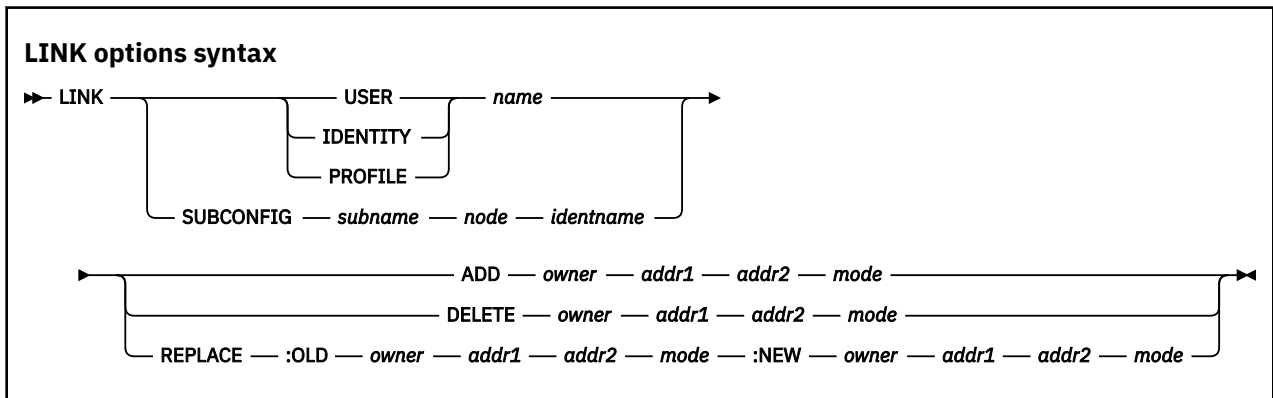 LINK options syntax
LINK USER name
IDENTITY
PROFILE
SUBCONFIG subname node identname
ADD owner addr1 addr2 mode
DELETE owner addr1 addr2 mode
REPLACE :OLD owner addr1 addr2 mode :NEW owner addr1 addr2 mode